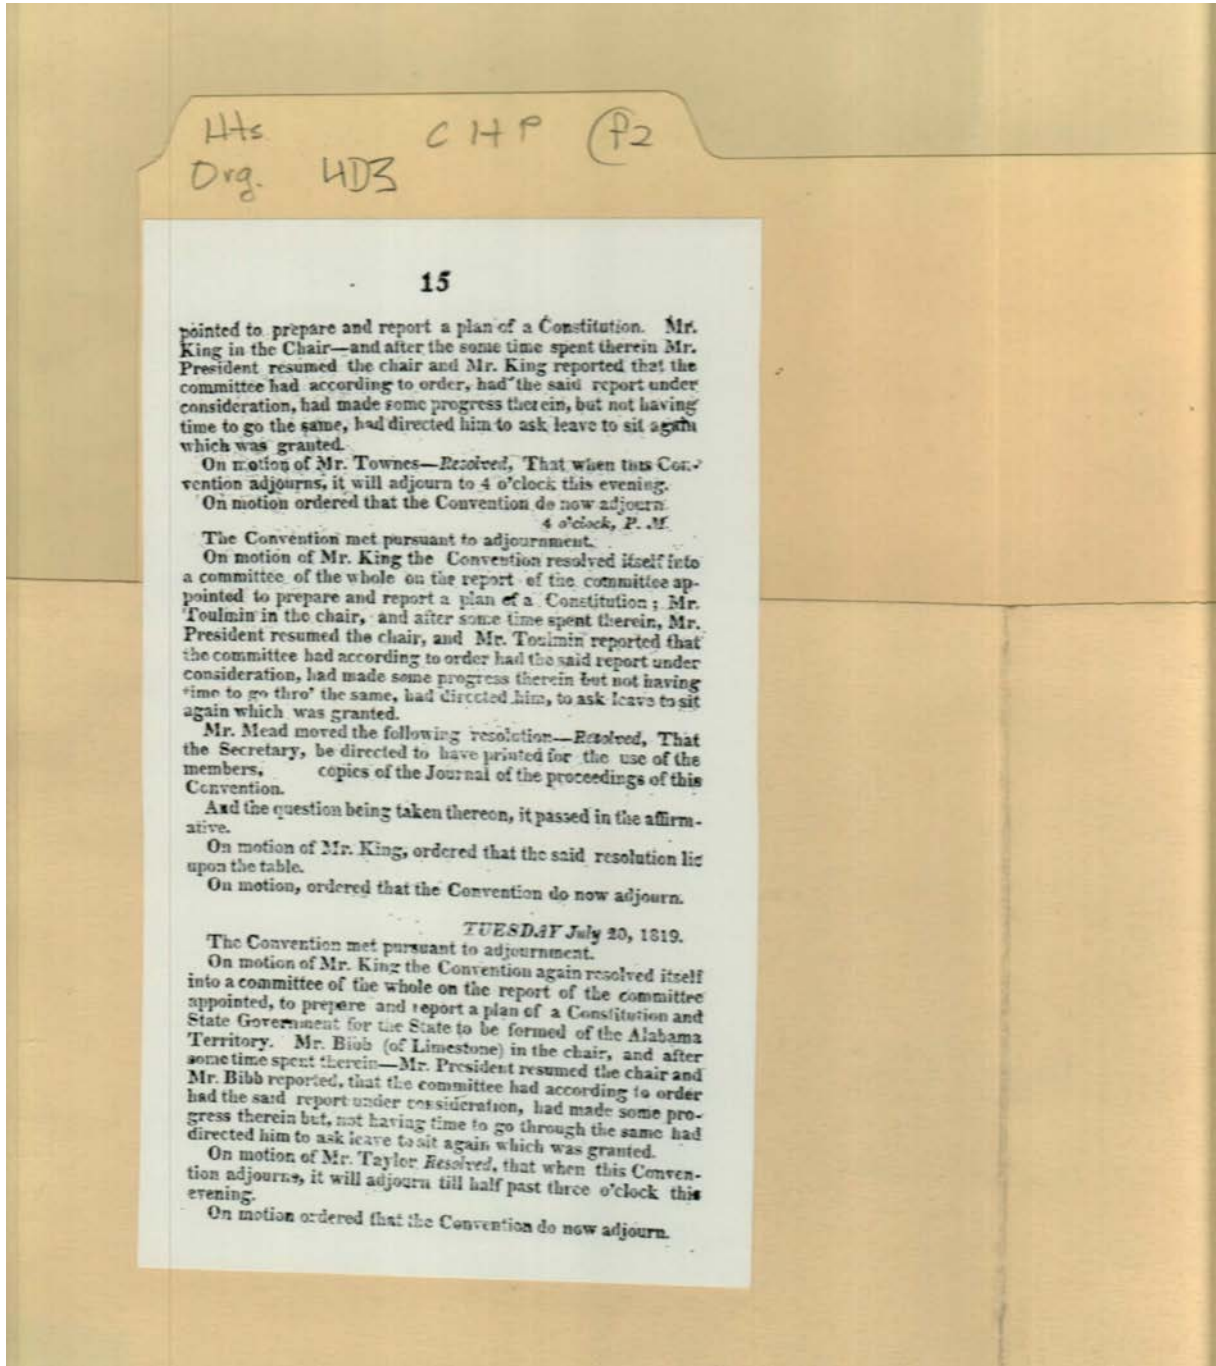 Hts CHP P2
Org. HD3
15
pointed to prepare and report a plan of a Constitution. Mr.
King in the Chair—and after the some time spent therein Mr.
President resumed the chair and Mr. King reported that the
committee had according to order, had the said report under
consideration, had made some progress therein, but not having
time to go the same, had directed him to ask leave to sit again
which was granted.
On motion of Mr. Townes—Resolved, That when this Con-
vention adjourns, it will adjourn to 4 o'clock this evening.
On motion ordered that the Convention do now adjourn
4 o'clock, P. M.
The Convention met pursuant to adjournment.
On motion of Mr. King the Convention resolved itself into
a committee of the whole on the report of the committee ap-
pointed to prepare and report a plan of a Constitution; Mr.
Toulmin in the chair, and after some time spent therein, Mr.
President resumed the chair, and Mr. Toulmin reported that
the committee had according to order had the said report under
consideration, had made some progress therein but not having
time to go thro' the same, had directed him, to ask leave to sit
again which was granted.
Mr. Mead moved the following resolution—Resolved, That
the Secretary, be directed to have printed for the use of the
members, copies of the Journal of the proceedings of this
Convention.
And the question being taken thereon, it passed in the affirm-
ative.
On motion of Mr. King, ordered that the said resolution lie
upon the table.
On motion, ordered that the Convention do now adjourn.
TUESDAY July 20, 1819.
The Convention met pursuant to adjournment.
On motion of Mr. King the Convention again resolved itself
into a committee of the whole on the report of the committee
appointed, to prepare and report a plan of a Constitution and
State Government for the State to be formed of the Alabama
Territory. Mr. Bibb (of Limestone) in the chair, and after
some time spent therein—Mr. President resumed the chair and
Mr. Bibb reported, that the committee had according to order
had the said report under consideration, had made some pro-
gress therein but, not having time to go through the same had
directed him to ask leave to sit again which was granted.
On motion of Mr. Taylor Resolved, that when this Conven-
tion adjourns, it will adjourn till half past three o'clock this
evening.
On motion ordered that the Convention do now adjourn.